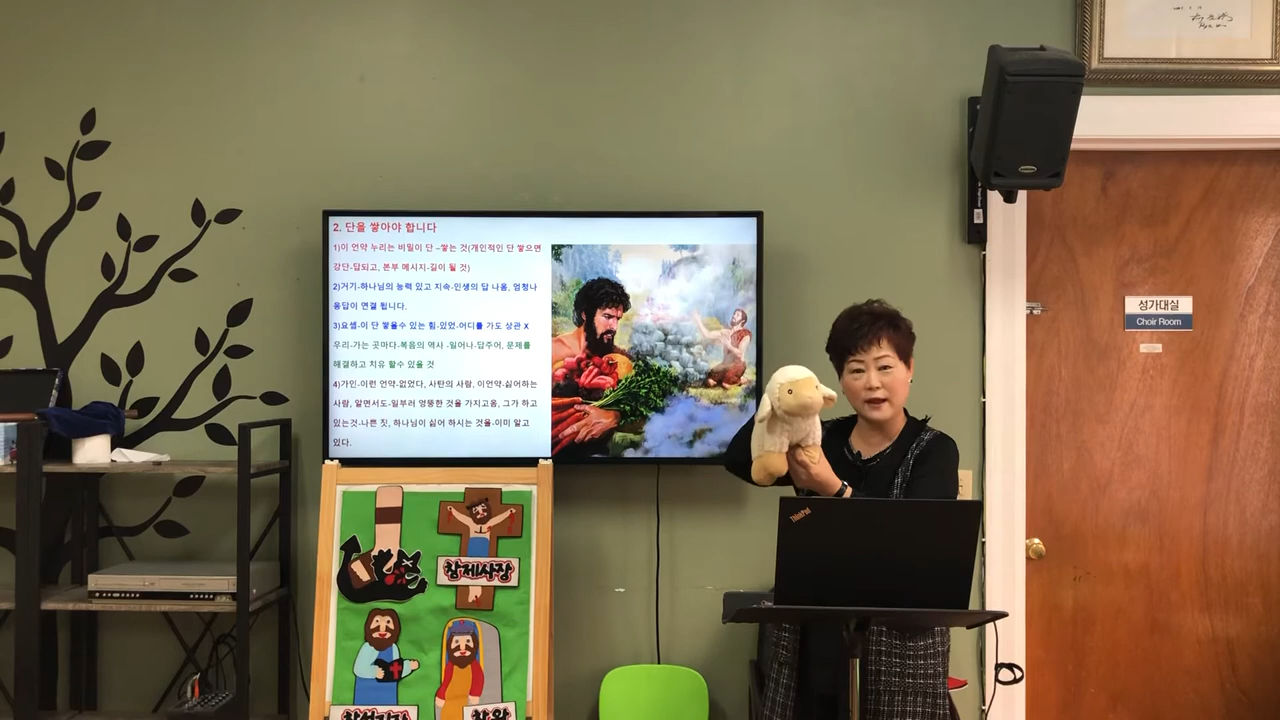 2. 단을 쌓아야 합니다
1)이 언약 누리는 비밀이 단 –쌓는 것(개인적인 단 쌓으면
강단-답되고, 본부 메시지-길이 될 것)
2)거기-하나님의 능력 있고 지속-인생의 답 나옴, 엄청나
응답이 연결 됩니다.
3)요셉-이 단 쌓을수 있는 힘-있었-어디를 가도 상관 X
우리-가는 곳마다-복음의 역사 -일어나-답주어, 문제를
해결하고 치유 할수 있을 것
4)가인-이런 언약-없었다, 사탄의 사람, 이언약-싫어하는
사람, 알면서도-일부러 엉뚱한 것을 가지고옴, 그가 하고
있는것-나쁜 짓, 하나님이 싫어 하시는 것을-이미 알고
있다.
참제사장
참왕
ThinkPad
성가대실
Choir Room